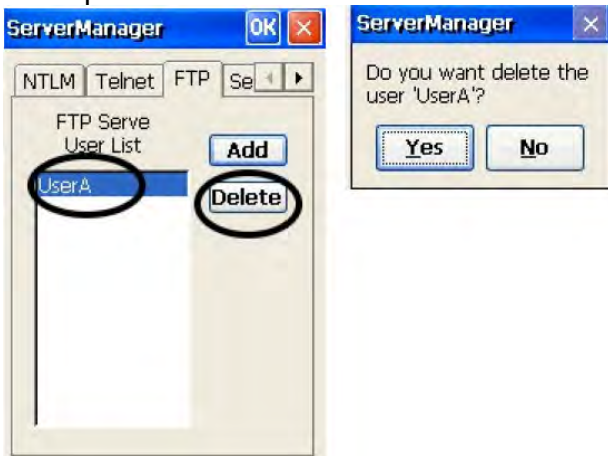 ServerManager OK
NTLM Telnet FTP Se
FTP Serve
User List
Add
UserA
Delete
ServerManager
Do you want delete the
user 'UserA'?
Yes No